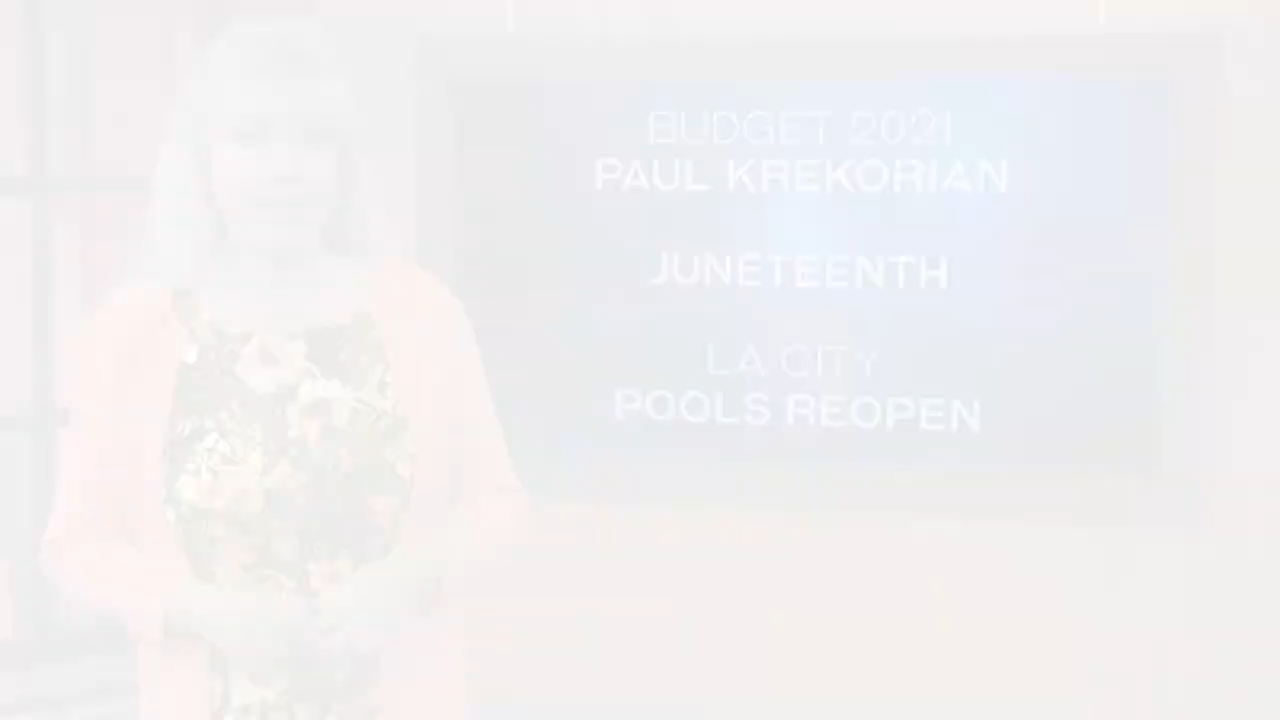 BUDGET 2021
PAUL KREKORIAN
JUNETEENTH
LA CITY
POOLS REOPEN